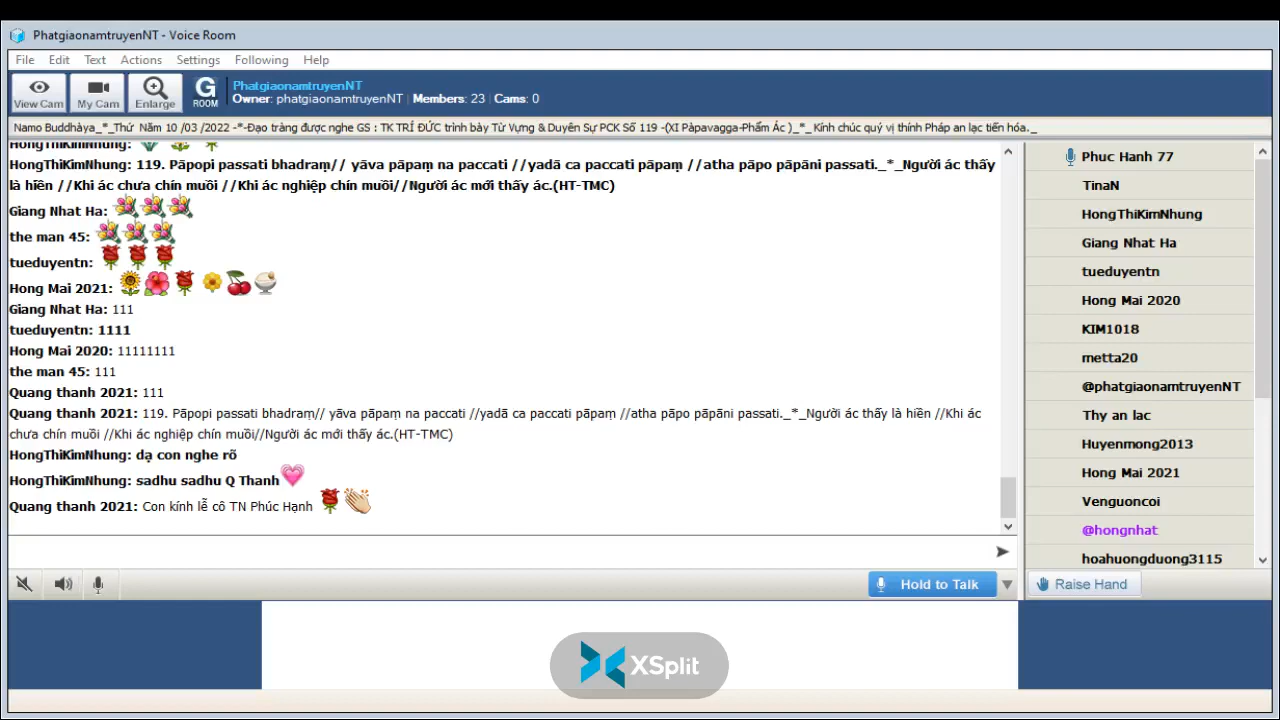 PhatgiaonamtruyenNT - Voice Room
File Edit Text Actions Settings Following Help
View Cam My Cam Enlarge G ROOM
PhatgiaonamtruyenNT
Owner: phatgiaonamtruyenNT Members: 23 Cams: 0
Namo Buddhàya_*_Thứ Năm 10 /03 /2022 -*-Đạo tràng được nghe GS : TK TRÍ ĐỨC trình bày Từ Vựng & Duyên Sự PCK Số 119 -(XI Pàpavagga-Phẩm Ác )_*_ Kính chúc quý vị thính Pháp an lạc tiến hóa._
HongThiKimNhung:
HongThiKimNhung: 119. Pāpopi passati bhadraṃ// yāva pāpaṃ na paccati //yadā ca paccati pāpaṃ //atha pāpo pāpāni passati._*_Người ác thấy
là hiền //Khi ác chưa chín muồi //Khi ác nghiệp chín muồi//Người ác mới thấy ác.(HT-TMC)
Giang Nhat Ha:
the man 45:
tueduyentn:
Hong Mai 2021:
Giang Nhat Ha: 111
tueduyentn: 1111
Hong Mai 2020: 11111111
the man 45: 111
Quang thanh 2021: 111
Quang thanh 2021: 119. Pāpopi passati bhadraṃ// yāva pāpaṃ na paccati //yadā ca paccati pāpaṃ //atha pāpo pāpāni passati._*_Người ác thấy là hiền //Khi ác
chưa chín muồi //Khi ác nghiệp chín muồi//Người ác mới thấy ác.(HT-TMC)
HongThiKimNhung: dạ con nghe rõ
HongThiKimNhung: sadhu sadhu Q Thanh
Quang thanh 2021: Con kính lễ cô TN Phúc Hạnh
Phuc Hanh 77
TinaN
HongThiKimNhung
Giang Nhat Ha
tueduyentn
Hong Mai 2020
KIM1018
metta20
@phatgiaonamtruyenNT
Thy an lac
Huyenmong2013
Hong Mai 2021
Venguoncoi
@hongnhat
hoahuongduong3115
Hold to Talk
Raise Hand
XSplit